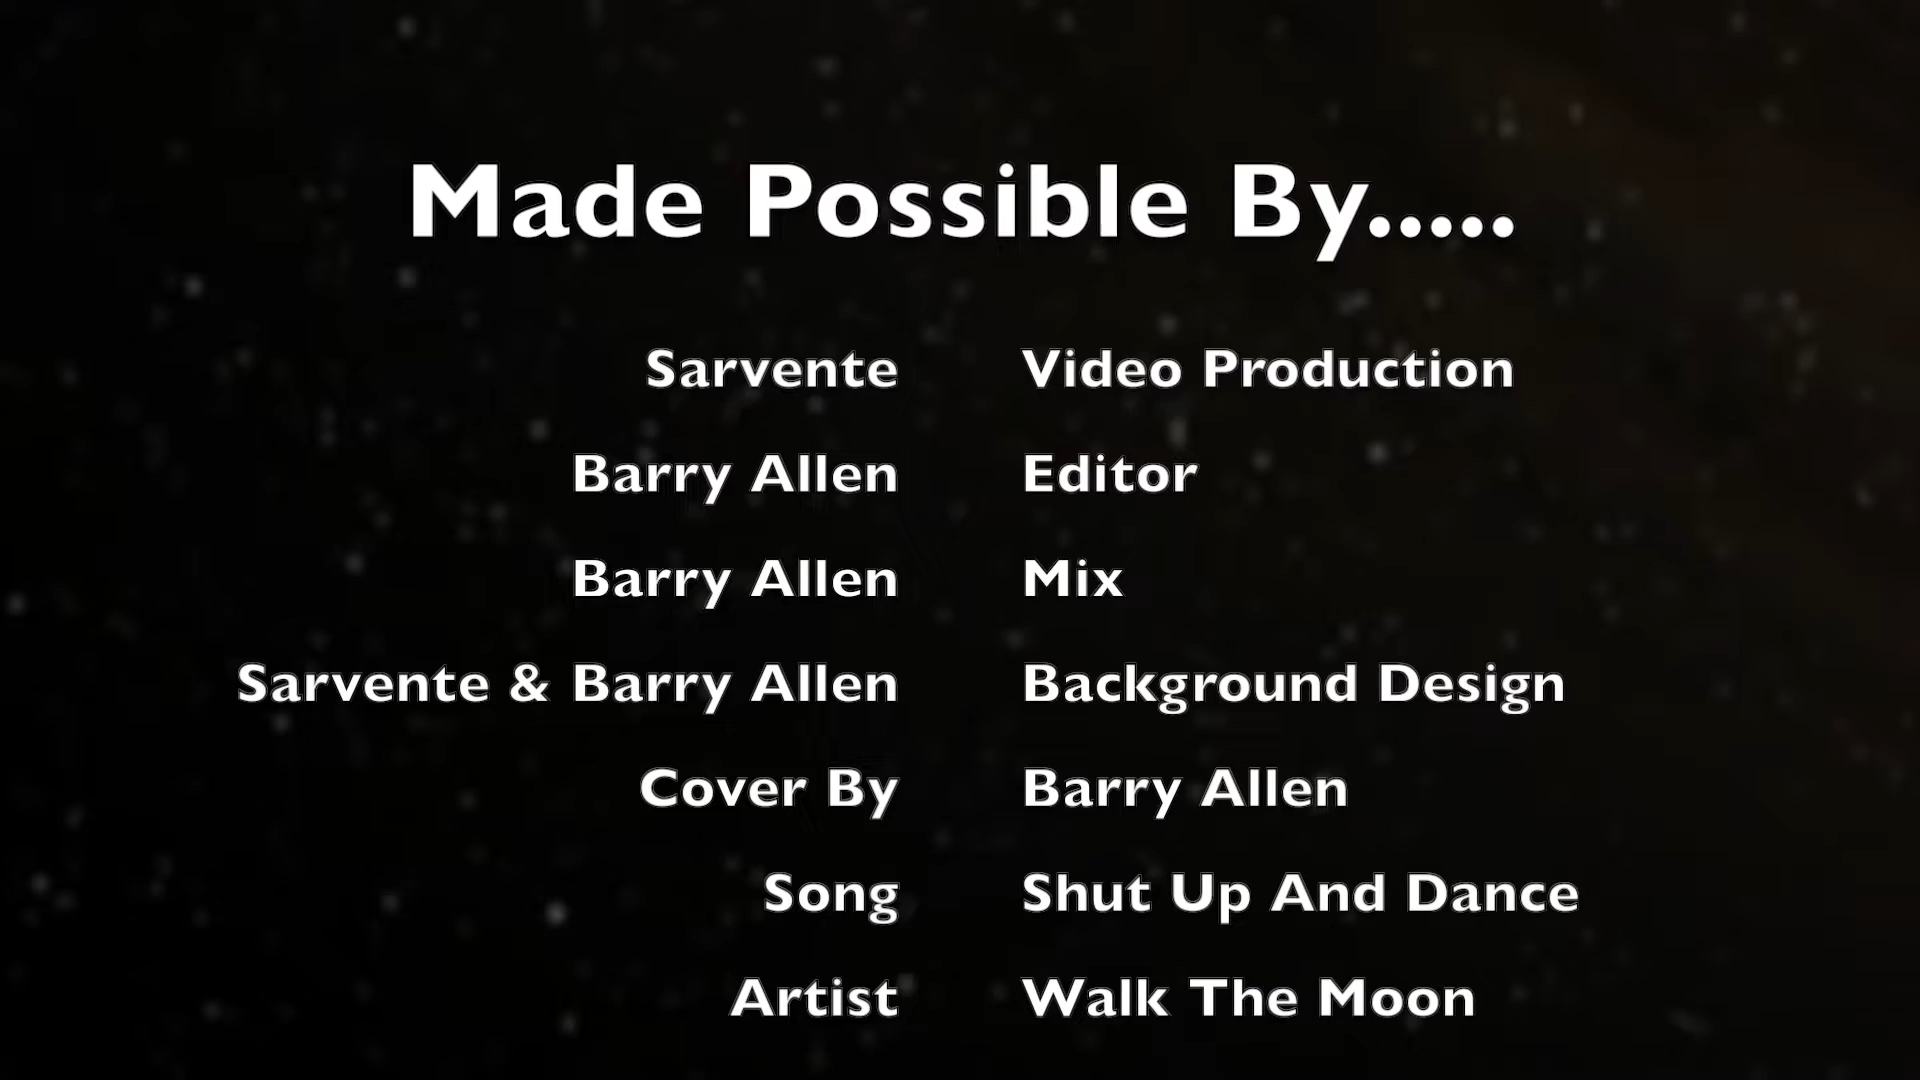 Made Possible By.....
Sarvente Video Production
Barry Allen Editor
Barry Allen Mix
Sarvente & Barry Allen Background Design
Cover By Barry Allen
Song Shut Up And Dance
Artist Walk The Moon